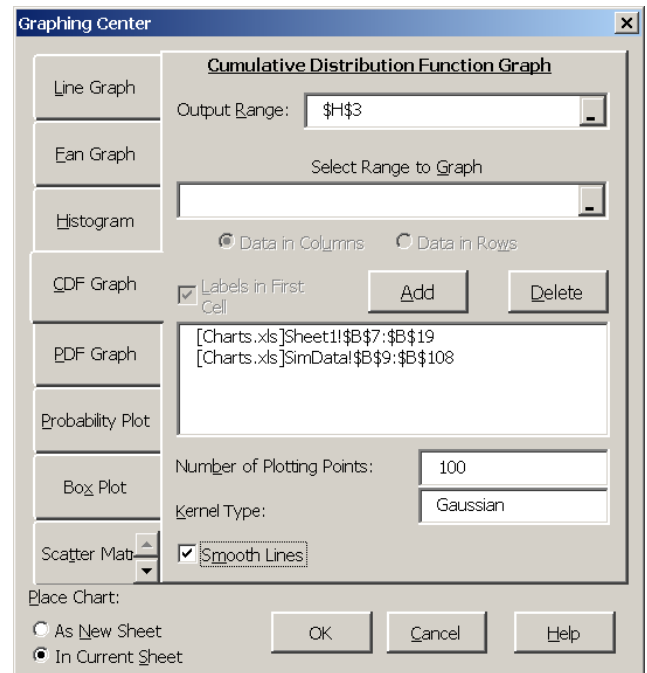 Graphing Center
Line Graph
Fan Graph
Histogram
CDF Graph
PDF Graph
Probability Plot
Box Plot
Scatter Matr
Cumulative Distribution Function Graph
Output Range: $H$3
Select Range to Graph
Data in Columns Data in Rows
Labels in First
Cell
Add Delete
[Charts.xls]Sheet1!$B$7:$B$19
[Charts.xls]SimData!$B$9:$B$108
Number of Plotting Points: 100
Kernel Type: Gaussian
Smooth Lines
Place Chart:
As New Sheet
In Current Sheet
OK Cancel Help